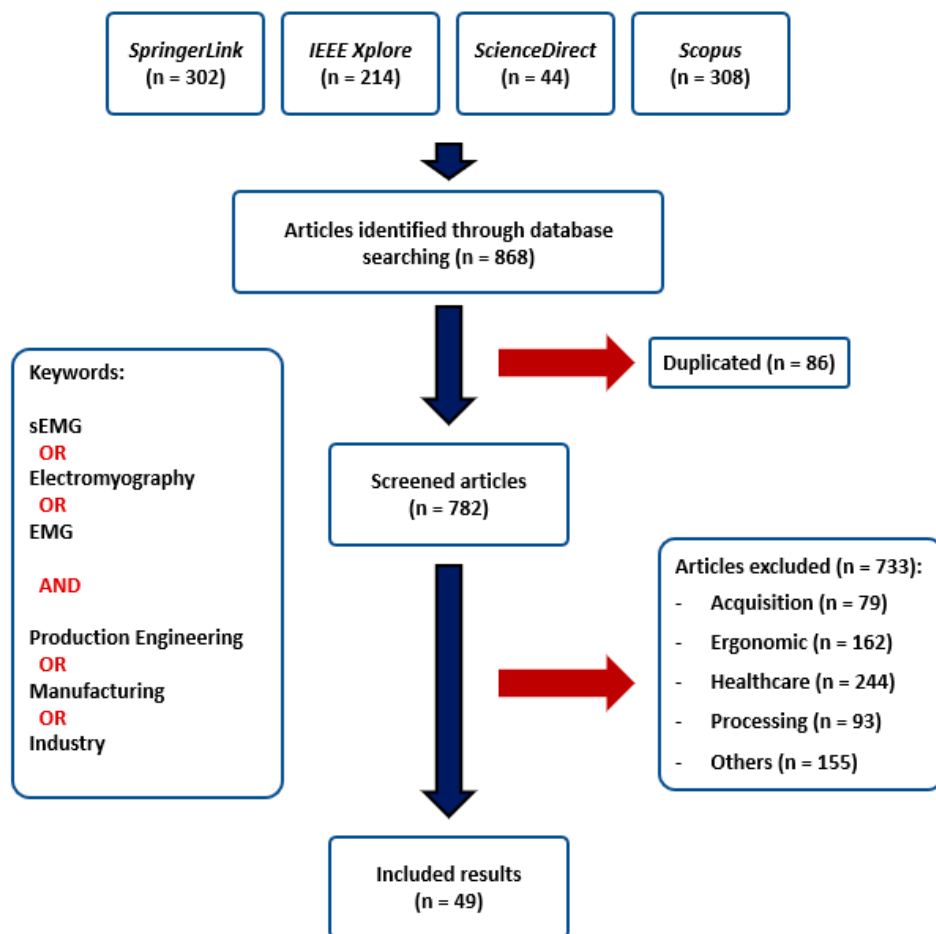 SpringerLink
(n = 302)
IEEE Xplore
(n = 214)
ScienceDirect
(n = 44)
Scopus
(n = 308)
Articles identified through database
searching (n = 868)
Duplicated (n = 86)
Keywords:
sEMG
OR
Electromyography
OR
EMG
AND
Production Engineering
OR
Manufacturing
OR
Industry
Screened articles
(n = 782)
Articles excluded (n = 733):
- Acquisition (n = 79)
- Ergonomic (n = 162)
- Healthcare (n = 244)
- Processing (n = 93)
- Others (n = 155)
Included results
(n = 49)